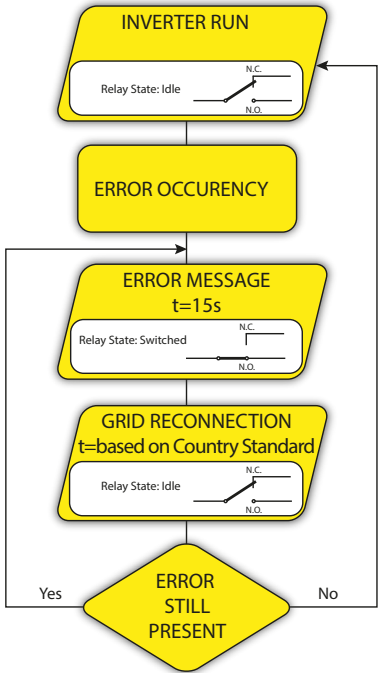 INVERTER RUN
N.C.
Relay State: Idle
N.O.
ERROR OCCURENCY
ERROR MESSAGE
t=15s
N.C.
Relay State: Switched
N.O.
GRID RECONNECTION
t=based on Country Standard
N.C.
Relay State: Idle
N.O.
Yes
ERROR
STILL
PRESENT
No